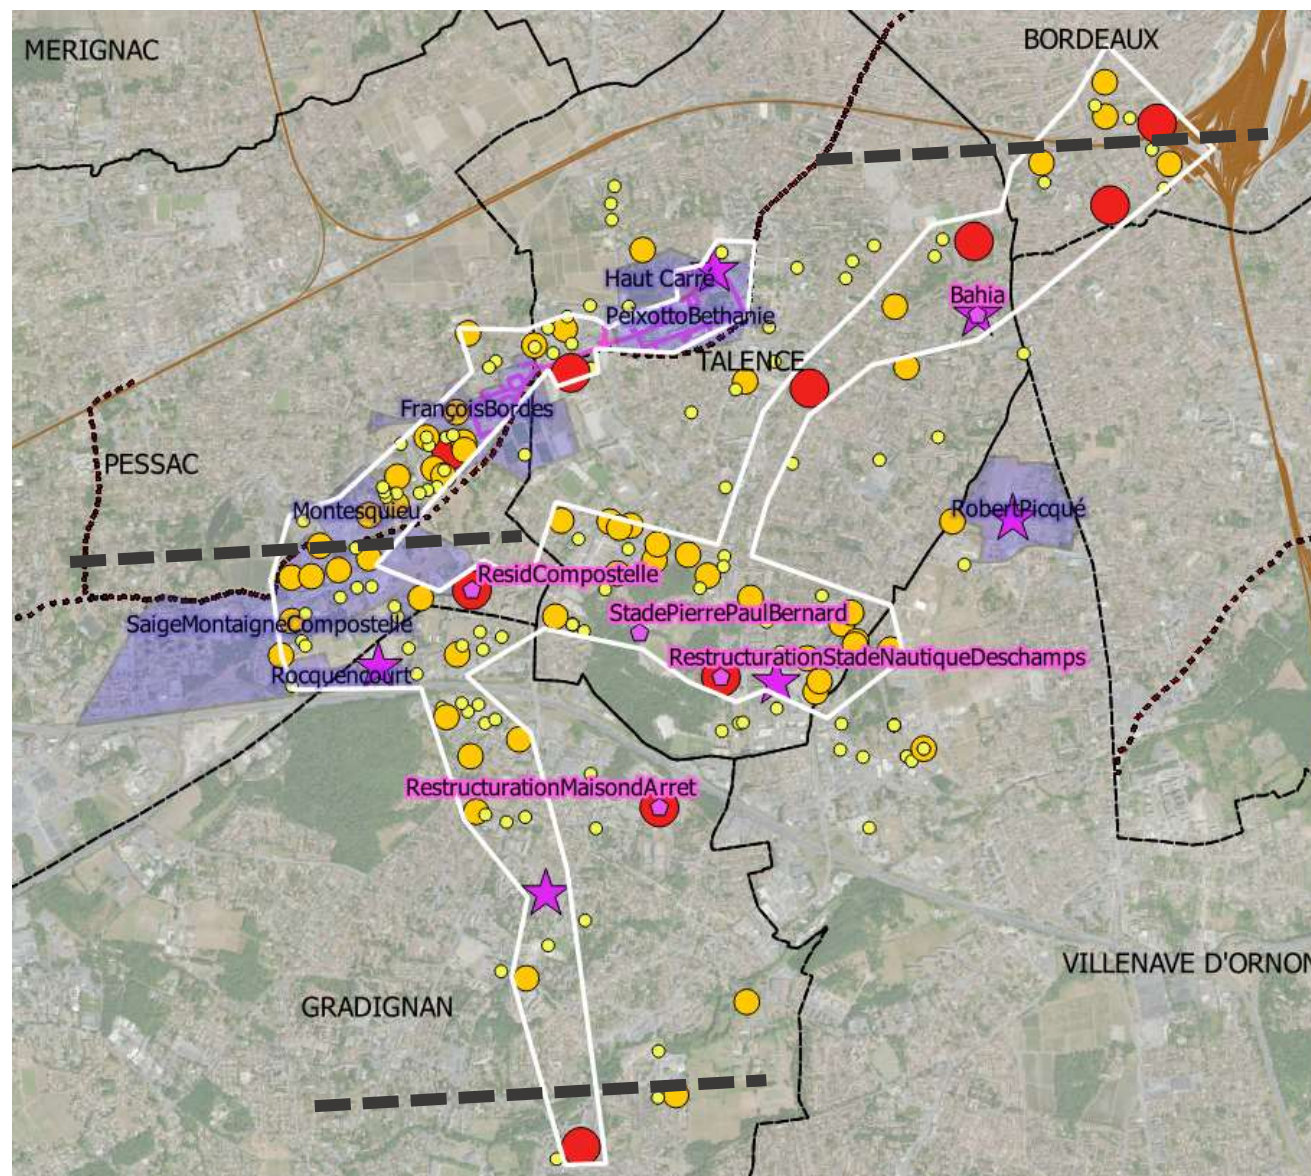 MERIGNAC
BORDEAUX
Haut Carré
Bahia
PeixottoBethanie
TALENCE
FrançoisBordes
PESSAC
Montesquieu
RobertPicqué
ResidCompostelle
StadePierrePaulBernard
SaigeMontaigneCompostelle
RestructurationStadeNautiqueDeschamps
Rocquencourt
RestructurationMaisondArret
VILLENAVE D'ORNON
GRADIGNAN